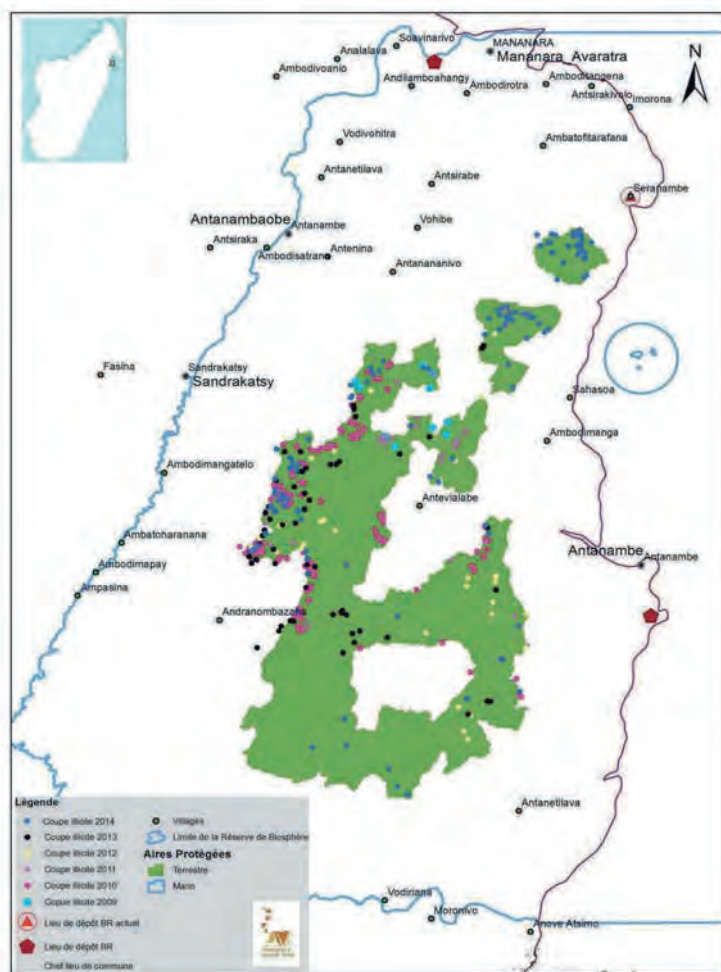 Soavinarivo
MANANARA
Mananara Avaratra
N
Analalava
Ambodivoanio
Andilamboahangy
Ambodirotra
Amboditangena
Antsirakivolo
Imorona
Vodivohitra
Ambatofitarafana
Antanetilava
Antsirabe
Seranambe
Antanambaobe
Antanambe
Vohibe
Antsiraka
Ambodisatrana
Antenina
Antanananivo
Fasina
Sandrakatsy
Sandrakatsy
Sahasoa
Ambodimanga
Ambodimangatelo
Antevialabe
Ambatoharanana
Antanambe
Antanambe
Ambodimapay
Ampasina
Andranombazaha
Antanetilava
Légende
Coupe illicite 2014
Coupe illicite 2013
Coupe illicite 2012
Coupe illicite 2011
Coupe illicite 2010
Copue illicite 2009
Lieu de dépôt BR actuel
Lieu de dépôt BR
Chef lieu de commune
Villages
Limite de la Réserve de Biosphère
Aires Protégées
Terrestre
Marin
Vodiriana
Moronivo
Anove Atsimo